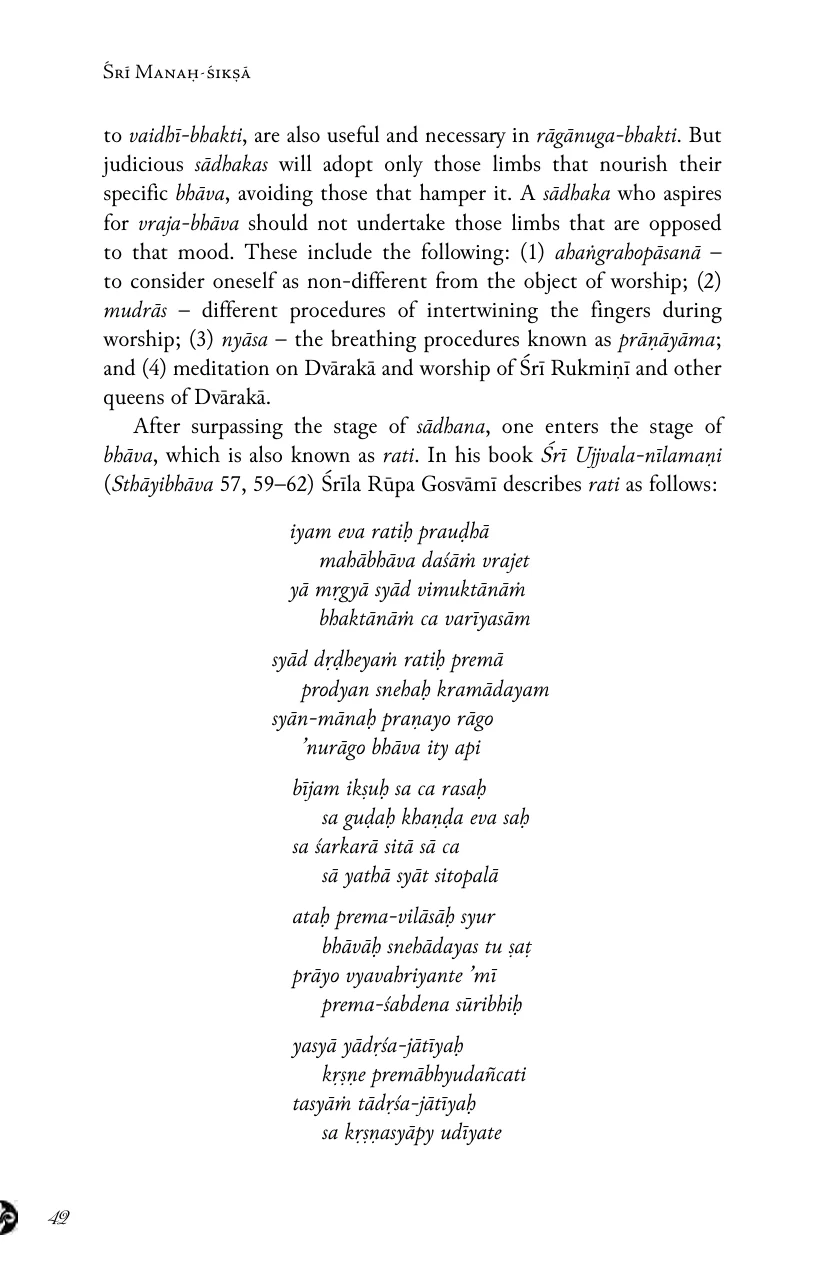 Śrī Manaḥ-śikṣā
to vaidhī-bhakti, are also useful and necessary in rāgānuga-bhakti. But
judicious sādhakas will adopt only those limbs that nourish their
specific bhāva, avoiding those that hamper it. A sādhaka who aspires
for vraja-bhāva should not undertake those limbs that are opposed
to that mood. These include the following: (1) ahaṅgrahopāsanā –
to consider oneself as non-different from the object of worship; (2)
mudrās – different procedures of intertwining the fingers during
worship; (3) nyāsa – the breathing procedures known as prāṇāyāma;
and (4) meditation on Dvārakā and worship of Śrī Rukmiṇī and other
queens of Dvārakā.
After surpassing the stage of sādhana, one enters the stage of
bhāva, which is also known as rati. In his book Śrī Ujjvala-nīlamaṇi
(Sthāyibhāva 57, 59–62) Śrīla Rūpa Gosvāmī describes rati as follows:
iyam eva ratiḥ prauḍhā
mahābhāva daśāṁ vrajet
yā mṛgyā syād vimuktānāṁ
bhaktānāṁ ca varīyasām
syād dṛḍheyaṁ ratiḥ premā
prodyan snehaḥ kramādayam
syān-mānaḥ praṇayo rāgo
’nurāgo bhāva ity api
bījam ikṣuḥ sa ca rasaḥ
sa guḍaḥ khaṇḍa eva saḥ
sa śarkarā sitā sā ca
sā yathā syāt sitopalā
ataḥ prema-vilāsāḥ syur
bhāvāḥ snehādayas tu ṣaṭ
prāyo vyavahriyante ’mī
prema-śabdena sūribhiḥ
yasyā yādṛśa-jātīyaḥ
kṛṣṇe premābhyudañcati
tasyāṁ tādṛśa-jātīyaḥ
sa kṛṣṇasyāpy udīyate
42